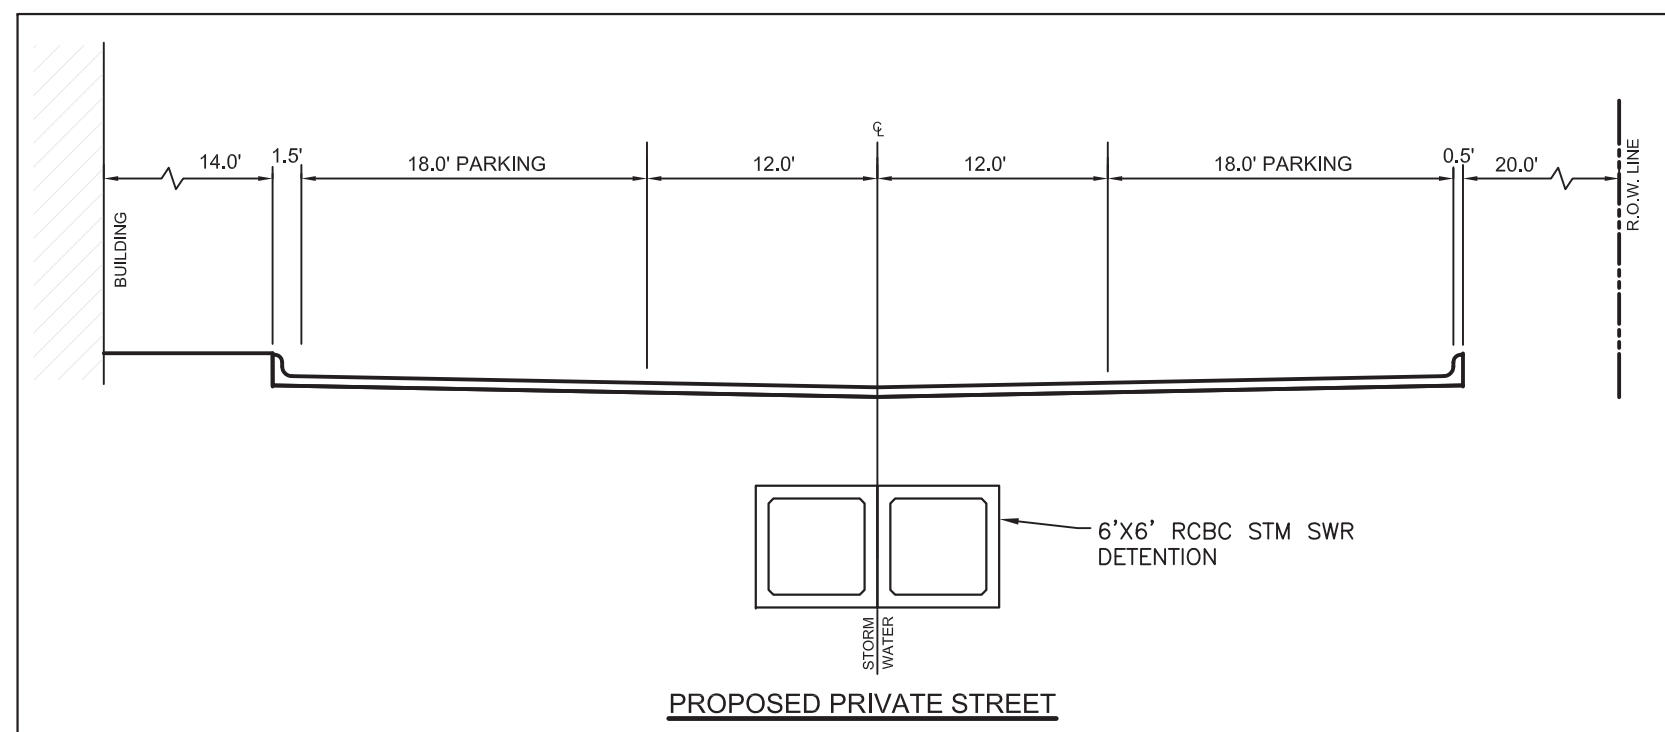 ℄
14.0'
1.5'
18.0' PARKING
12.0'
12.0'
18.0' PARKING
0.5'
20.0'
BUILDING
R.O.W. LINE
6'X6' RCBC STM SWR
DETENTION
STORM
WATER
PROPOSED PRIVATE STREET